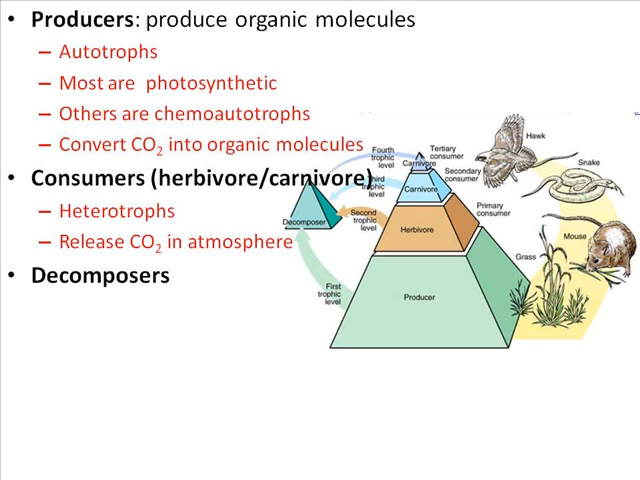 • Producers: produce organic molecules
– Autotrophs
– Most are photosynthetic
– Others are chemoautotrophs
– Convert CO₂ into organic molecules
• Consumers (herbivore/carnivore)
– Heterotrophs
– Release CO₂ in atmosphere
• Decomposers
Fourth
trophic
level
Carnivore
Tertiary
consumer
Hawk
Third
trophic
level
Carnivore
Secondary
consumer
Snake
Decomposer
Second
trophic
level
Herbivore
Primary
consumer
Mouse
Grass
First
trophic
level
Producer